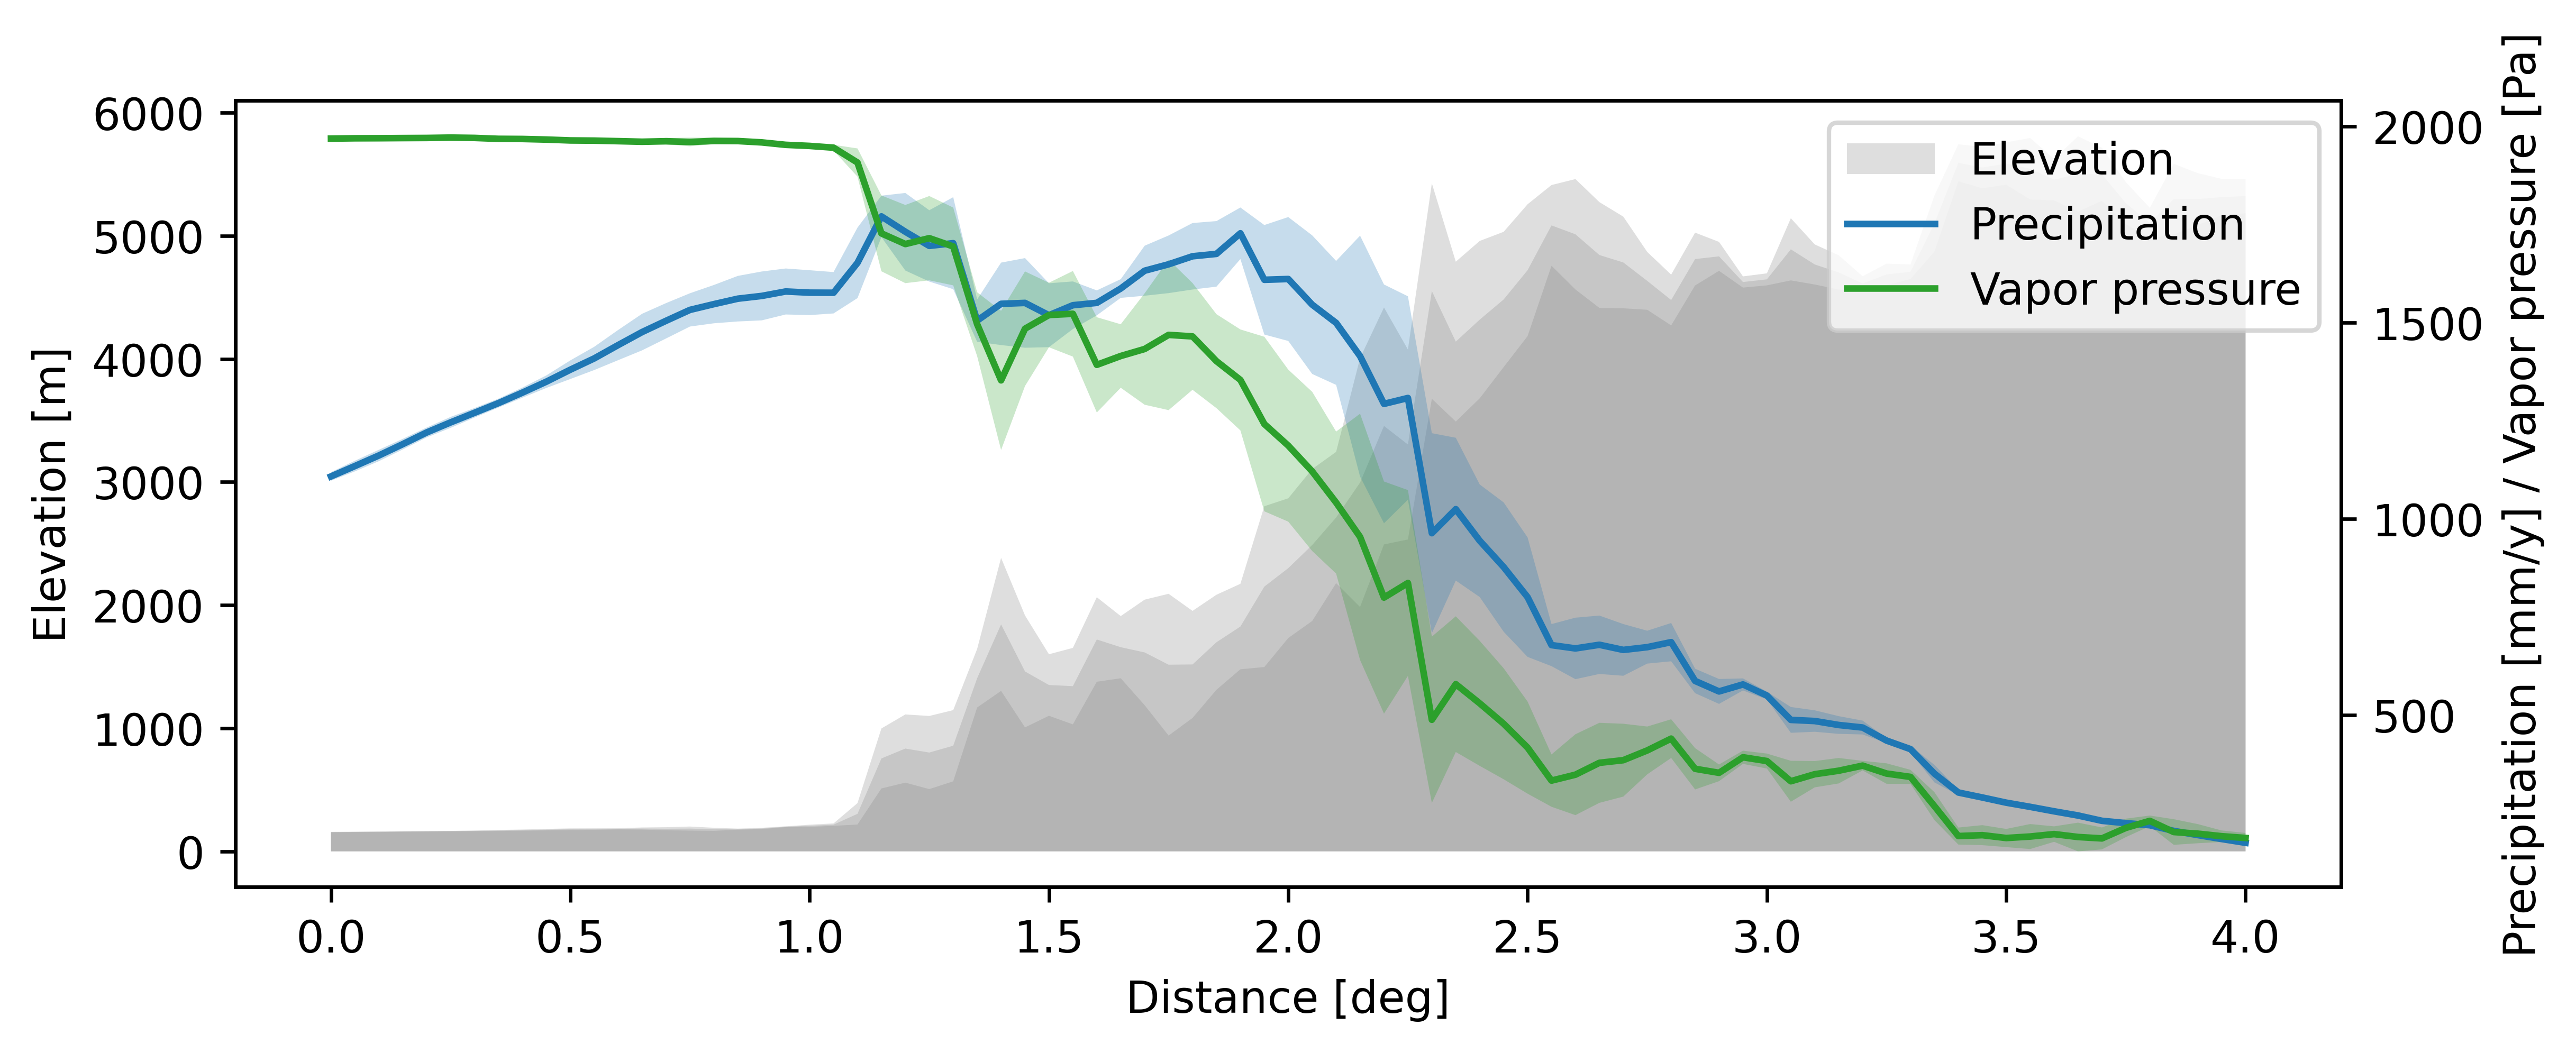 6000
5000
4000
3000
2000
1000
0
Elevation [m]
0.0 0.5 1.0 1.5 2.0 2.5 3.0 3.5 4.0
Distance [deg]
Elevation
Precipitation
Vapor pressure
2000
1500
1000
500
Precipitation [mm/y] / Vapor pressure [Pa]